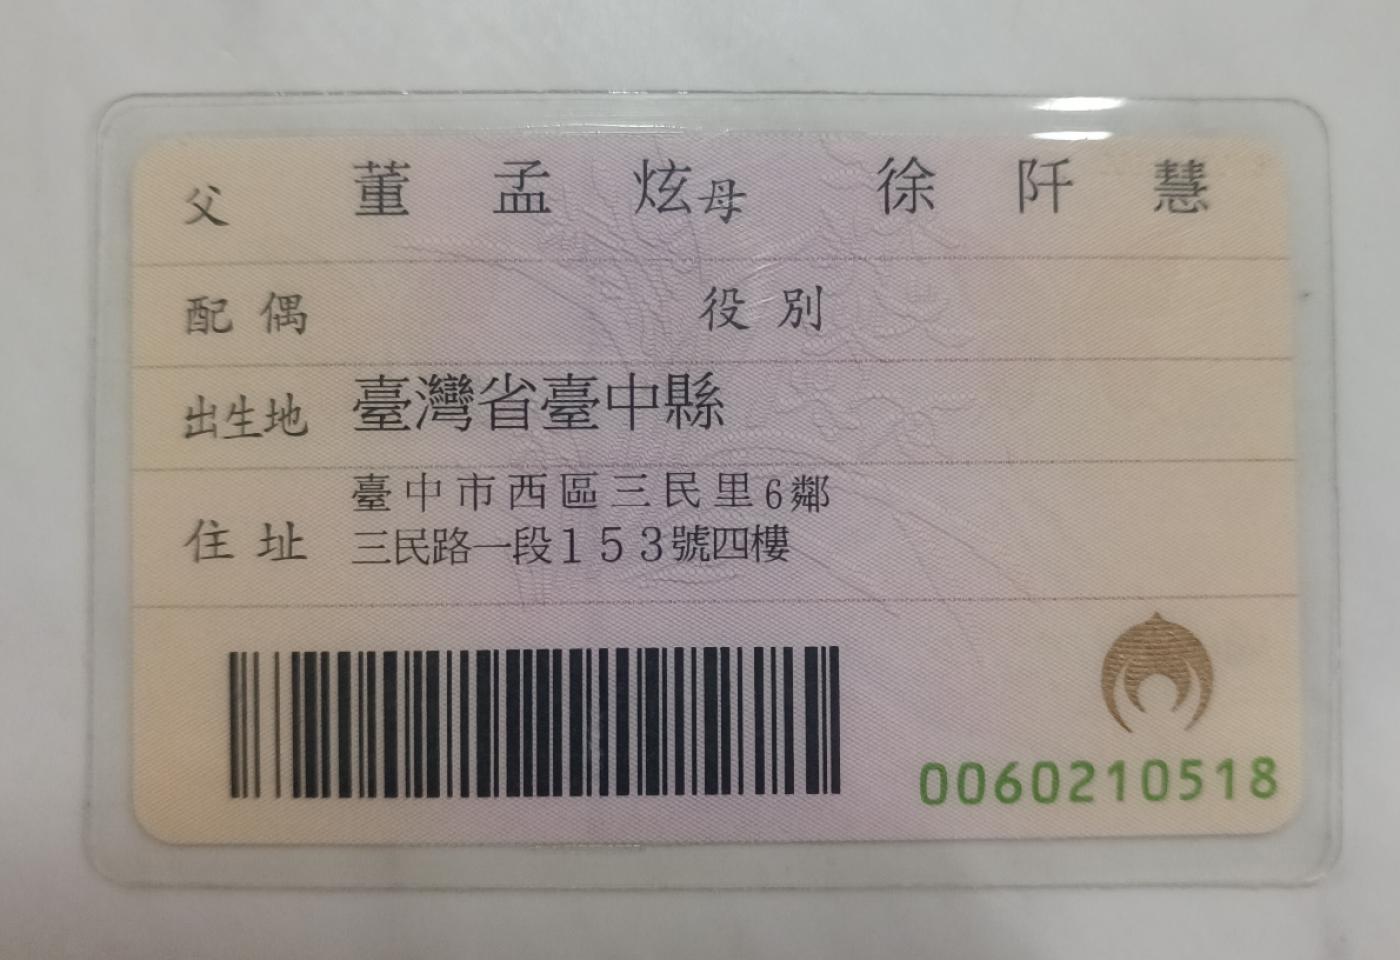 父 董孟炫 母 徐阡慧
配偶 役別
出生地 臺灣省臺中縣
住址 臺中市西區三民里6鄰
三民路一段153號四樓
0060210518